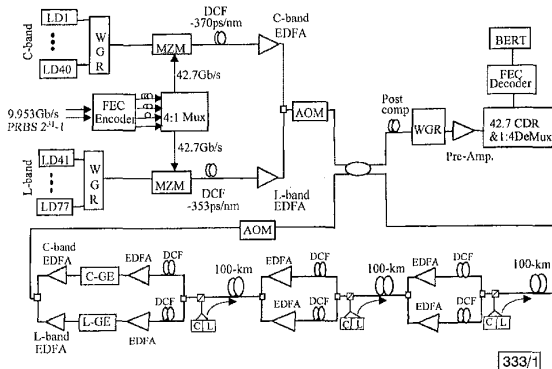 C-band
LD1
LD40
WGR
MZM
DCF
-370ps/nm
C-band
EDFA
42.7Gb/s
9.953Gb/s
PRBS 2^31-1
FEC
Encoder
4:1 Mux
42.7Gb/s
AOM
L-band
LD41
LD77
WGR
MZM
DCF
-353ps/nm
L-band
EDFA
Post
comp
WGR
Pre-Amp.
BERT
FEC
Decoder
42.7 CDR
&1:4DeMux
AOM
C-band
EDFA
C-GE
EDFA
DCF
L-GE
L-band
EDFA
EDFA
DCF
C L
100-km
EDFA
DCF
EDFA
DCF
C L
100-km
EDFA
DCF
EDFA
DCF
C L
100-km
333/1